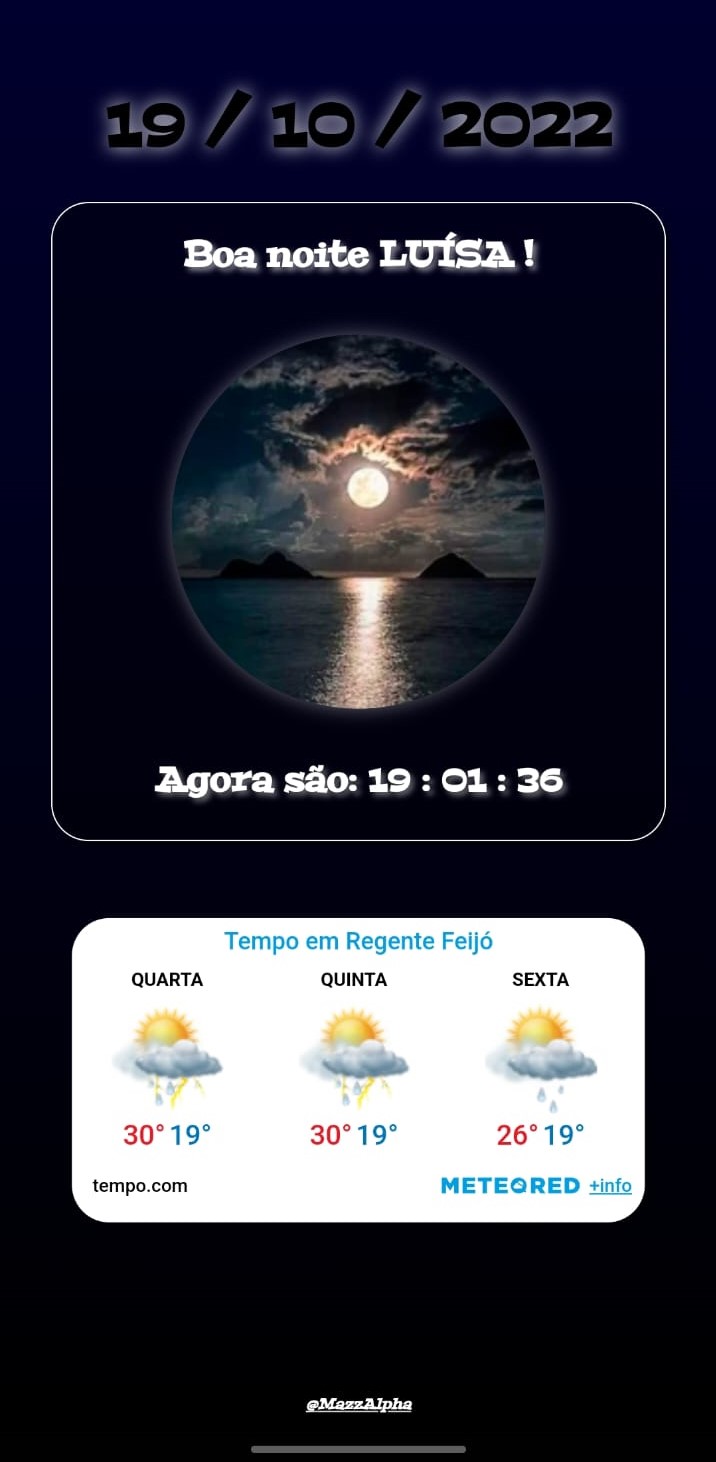 19 / 10 / 2022
Boa noite LUÍSA !
Agora são: 19 : 01 : 36
Tempo em Regente Feijó
QUARTA QUINTA SEXTA
30° 19° 30° 19° 26° 19°
tempo.com METEORED +info
@MazzAlpha